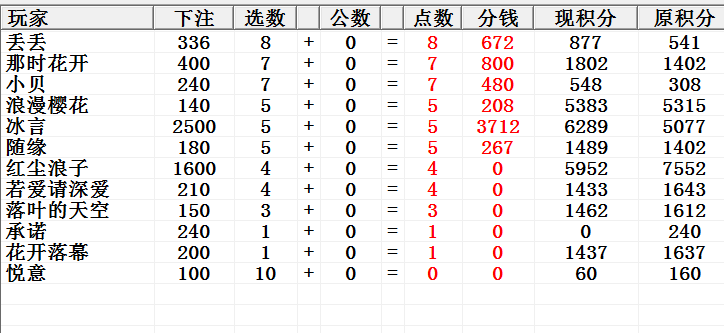 玩家 下注 选数 公数 点数 分钱 现积分 原积分
丢丢 336 8 + 0 = 8 672 877 541
那时花开 400 7 + 0 = 7 800 1802 1402
小贝 240 7 + 0 = 7 480 548 308
浪漫樱花 140 5 + 0 = 5 208 5383 5315
冰言 2500 5 + 0 = 5 3712 6289 5077
随缘 180 5 + 0 = 5 267 1489 1402
红尘浪子 1600 4 + 0 = 4 0 5952 7552
若爱请深爱 210 4 + 0 = 4 0 1433 1643
落叶的天空 150 3 + 0 = 3 0 1462 1612
承诺 240 1 + 0 = 1 0 0 240
花开落幕 200 1 + 0 = 1 0 1437 1637
悦意 100 10 + 0 = 0 0 60 160